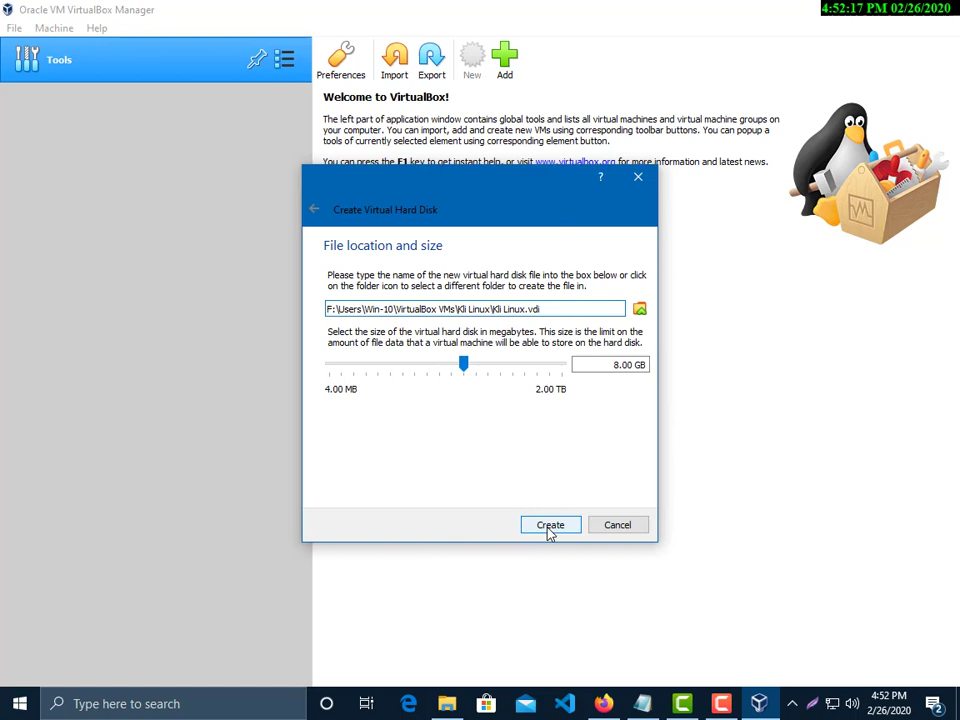 Oracle VM VirtualBox Manager
4:52:17 PM 02/26/2020
File Machine Help
Tools
Preferences Import Export New Add
Welcome to VirtualBox!
The left part of application window contains global tools and lists all virtual machines and virtual machine groups on
your computer. You can import, add and create new VMs using corresponding toolbar buttons. You can popup a
tools of currently selected element using corresponding element button.
You can press the F1 key to get instant help, or visit www.virtualbox.org for more information and latest news.
?
Create Virtual Hard Disk
File location and size
Please type the name of the new virtual hard disk file into the box below or click
on the folder icon to select a different folder to create the file in.
F:\Users\Win-10\VirtualBox VMs\Kli Linux\Kli Linux.vdi
Select the size of the virtual hard disk in megabytes. This size is the limit on the
amount of file data that a virtual machine will be able to store on the hard disk.
8.00 GB
4.00 MB 2.00 TB
Create Cancel
Type here to search
4:52 PM
2/26/2020
2